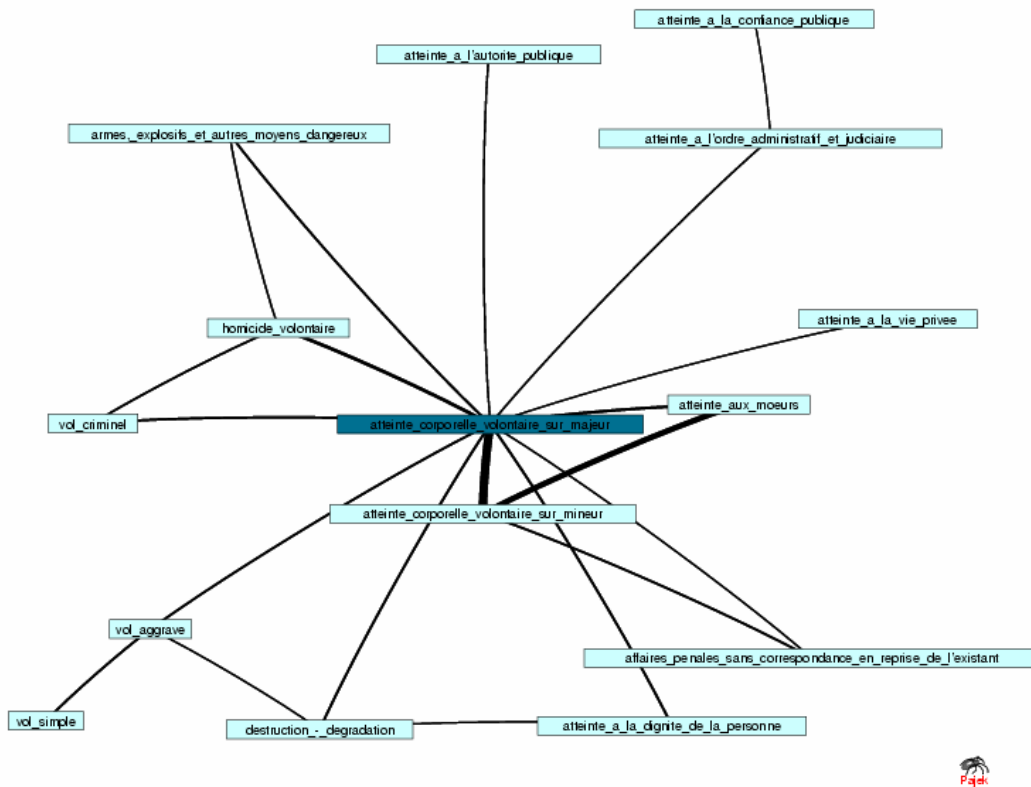 atteinte_a_la_confiance_publique
atteinte_a_l'autorite_publique
armes,_explosifs_et_autres_moyens_dangereux
atteinte_a_l'ordre_administratif_et_judiciaire
homicide_volontaire
atteinte_a_la_vie_privee
vol_criminel
atteinte_corporelle_volontaire_sur_majeur
atteinte_aux_moeurs
atteinte_corporelle_volontaire_sur_mineur
vol_aggrave
affaires_penales_sans_correspondance_en_reprise_de_l'existant
vol_simple
destruction_-_degradation
atteinte_a_la_dignite_de_la_personne
Pajek